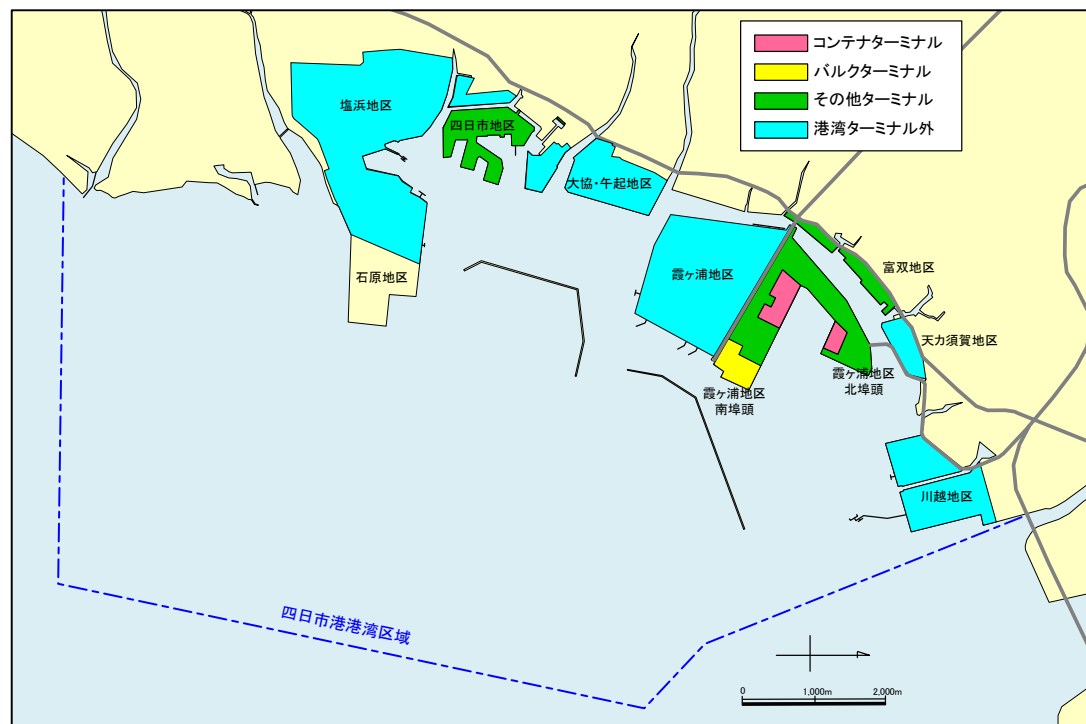 コンテナターミナル
バルクターミナル
その他ターミナル
港湾ターミナル外
塩浜地区
四日市地区
大協・午起地区
霞ヶ浦地区
富双地区
石原地区
天カ須賀地区
霞ヶ浦地区
南埠頭
霞ヶ浦地区
北埠頭
川越地区
四日市港港湾区域
0 1,000m 2,000m